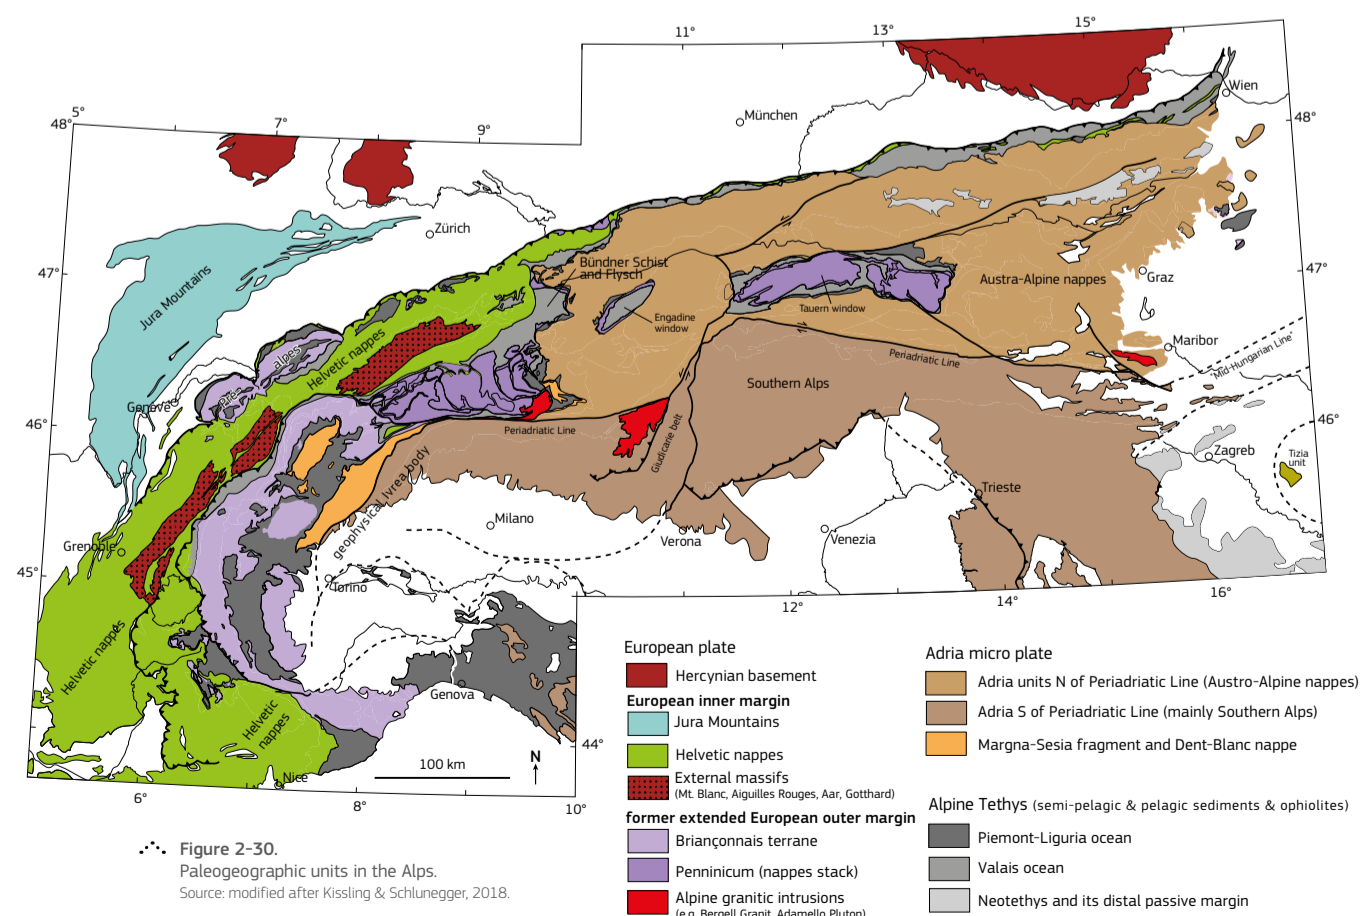 11°
13°
15°
5°
48°
7°
9°
München
Wien
48°
Zürich
47°
Jura Mountains
Bündner Schist
and Flysch
Engadine
window
Tauern window
Austra-Alpine nappes
47°
Graz
Helvetic nappes
Pre
alpes
Genève
Maribor
Mid-Hungarian Line
Periadriatic Line
Southern Alps
46°
Periadriatic Line
Giudicarie belt
46°
Zagreb
Tizia
unit
geophysical Ivrea body
Milano
Verona
Venezia
Trieste
Grenoble
45°
Torino
12°
14°
16°
Helvetic nappes
Helvetic
nappes
Genova
44°
Nice
100 km
N
6°
8°
10°
Figure 2-30.
Paleogeographic units in the Alps.
Source: modified after Kissling & Schlunegger, 2018.
European plate
Hercynian basement
European inner margin
Jura Mountains
Helvetic nappes
External massifs
(Mt. Blanc, Aiguilles Rouges, Aar, Gotthard)
former extended European outer margin
Briançonnais terrane
Penninicum (nappes stack)
Alpine granitic intrusions
(e.g. Bergell Granit, Adamello Pluton)
Adria micro plate
Adria units N of Periadriatic Line (Austro-Alpine nappes)
Adria S of Periadriatic Line (mainly Southern Alps)
Margna-Sesia fragment and Dent-Blanc nappe
Alpine Tethys (semi-pelagic & pelagic sediments & ophiolites)
Piemont-Liguria ocean
Valais ocean
Neotethys and its distal passive margin